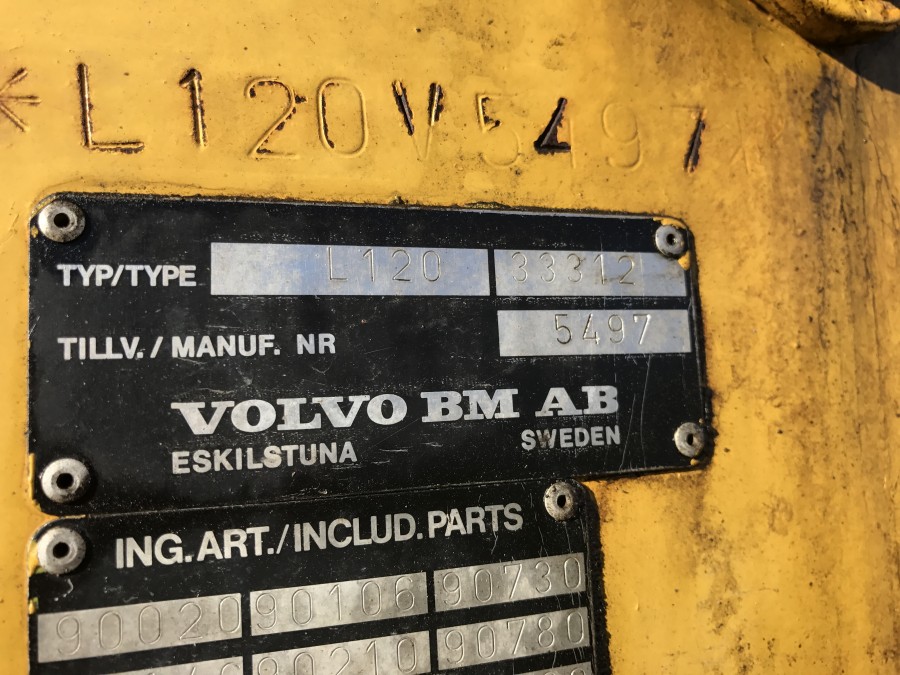 *L120V5497
TYP/TYPE L120 33312
TILLV./MANUF. NR 5497
VOLVO BM AB
ESKILSTUNA SWEDEN
ING.ART./INCLUD.PARTS
90020 90106 90730
90210 90780